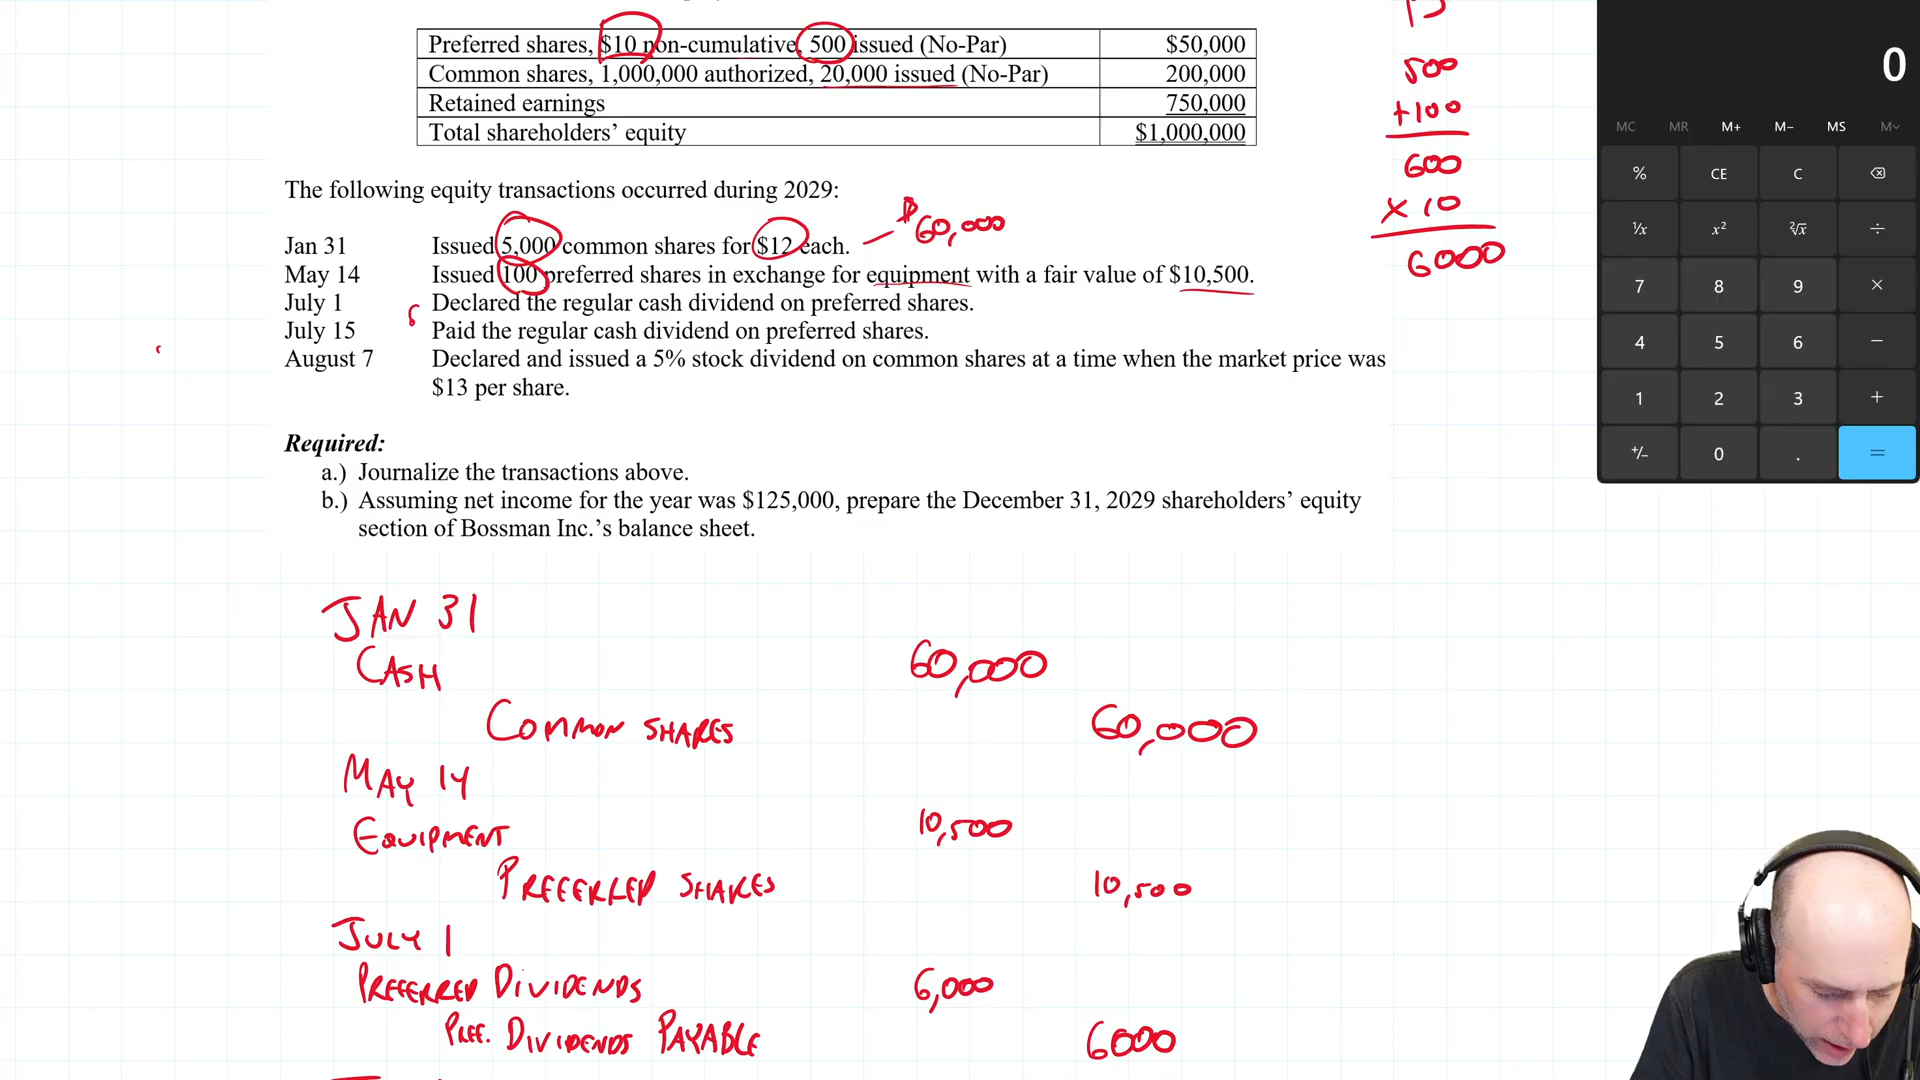 Preferred shares, $10 non-cumulative, 500 issued (No-Par) $50,000
Common shares, 1,000,000 authorized, 20,000 issued (No-Par) 200,000
Retained earnings 750,000
Total shareholders’ equity $1,000,000
500
+100
600
x 10
6000
The following equity transactions occurred during 2029:
$60,000
Jan 31 Issued 5,000 common shares for $12 each.
May 14 Issued 100 preferred shares in exchange for equipment with a fair value of $10,500.
July 1 Declared the regular cash dividend on preferred shares.
July 15 Paid the regular cash dividend on preferred shares.
August 7 Declared and issued a 5% stock dividend on common shares at a time when the market price was
$13 per share.
Required:
a.) Journalize the transactions above.
b.) Assuming net income for the year was $125,000, prepare the December 31, 2029 shareholders’ equity
section of Bossman Inc.’s balance sheet.
JAN 31
CASH 60,000
COMMON SHARES 60,000
MAY 14
EQUIPMENT 10,500
PREFERRED SHARES 10,500
JULY 1
PREFERRED DIVIDENDS 6,000
PREF. DIVIDENDS PAYABLE 6000
0
MC MR M+ M− MS M˅
% CE C ⌫
¹/x x² ²√x ÷
7 8 9 ×
4 5 6 −
1 2 3 +
+/− 0 . =